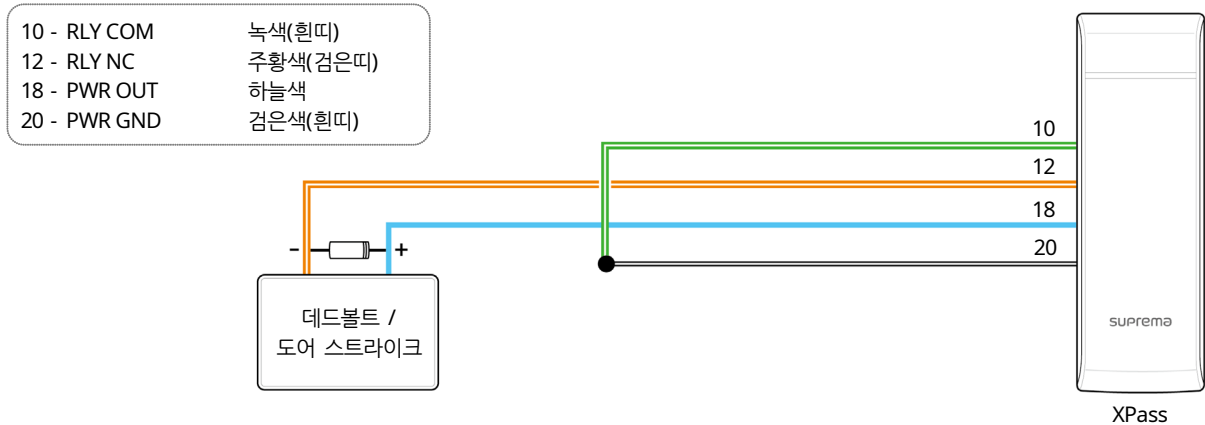 10 - RLY COM 녹색(흰띠)
12 - RLY NC 주황색(검은띠)
18 - PWR OUT 하늘색
20 - PWR GND 검은색(흰띠)
10
12
18
20
- +
데드볼트 /
도어 스트라이크
suprema
XPass